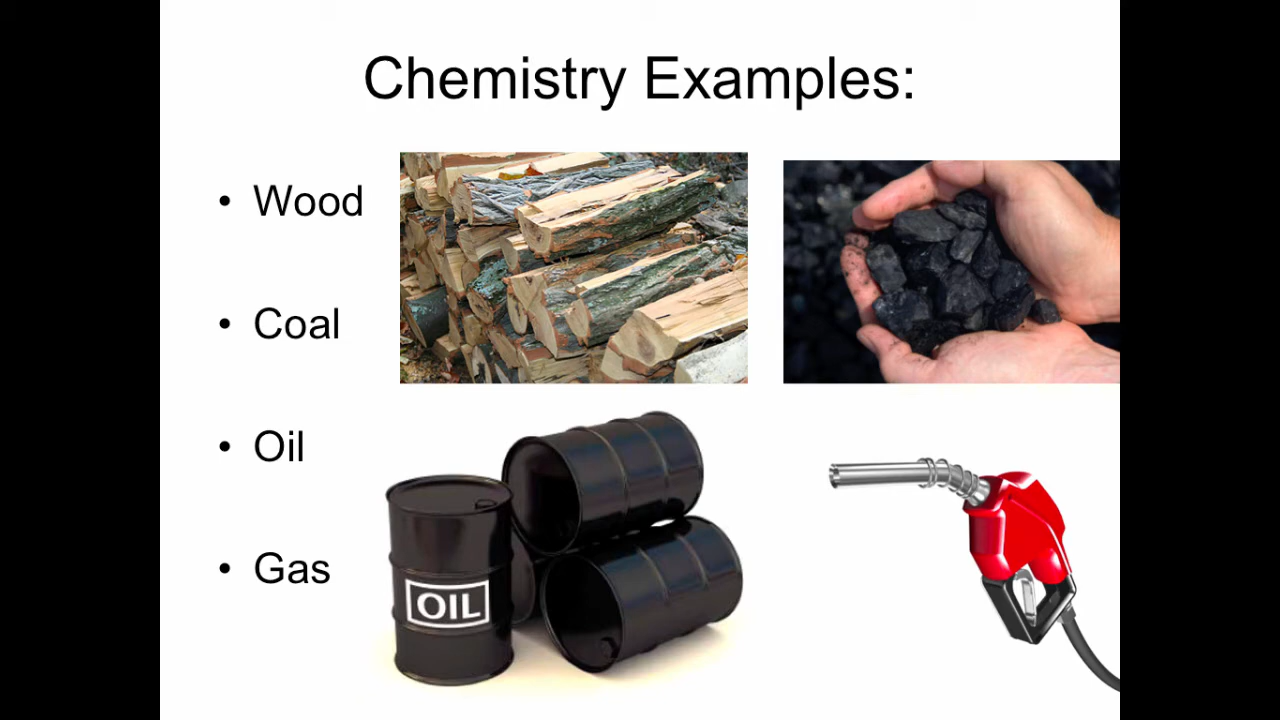 Chemistry Examples:
• Wood
• Coal
• Oil
• Gas
OIL